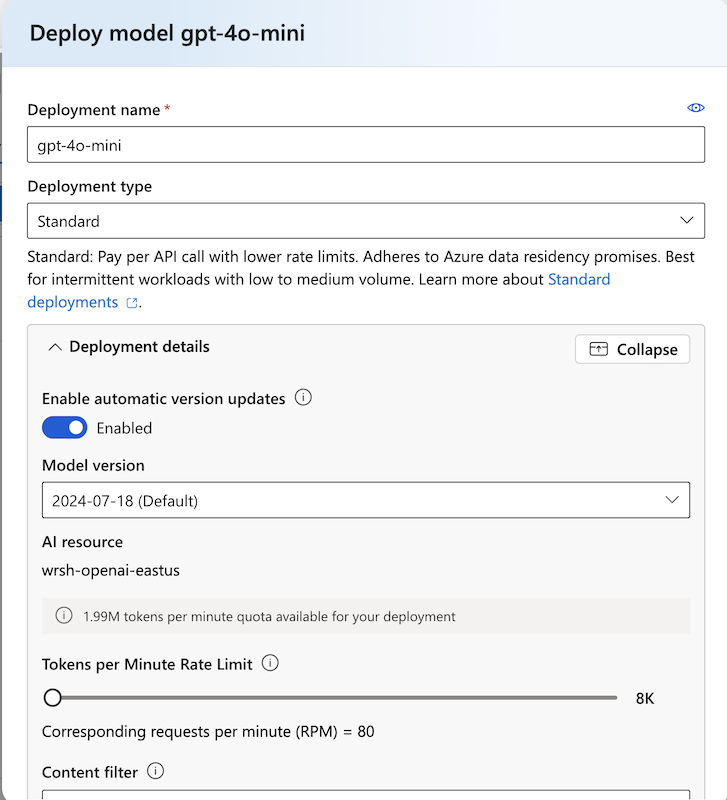 Deploy model gpt-4o-mini
Deployment name *
gpt-4o-mini
Deployment type
Standard
Standard: Pay per API call with lower rate limits. Adheres to Azure data residency promises. Best
for intermittent workloads with low to medium volume. Learn more about Standard
deployments.
Deployment details
Collapse
Enable automatic version updates
Enabled
Model version
2024-07-18 (Default)
AI resource
wrsh-openai-eastus
1.99M tokens per minute quota available for your deployment
Tokens per Minute Rate Limit
8K
Corresponding requests per minute (RPM) = 80
Content filter